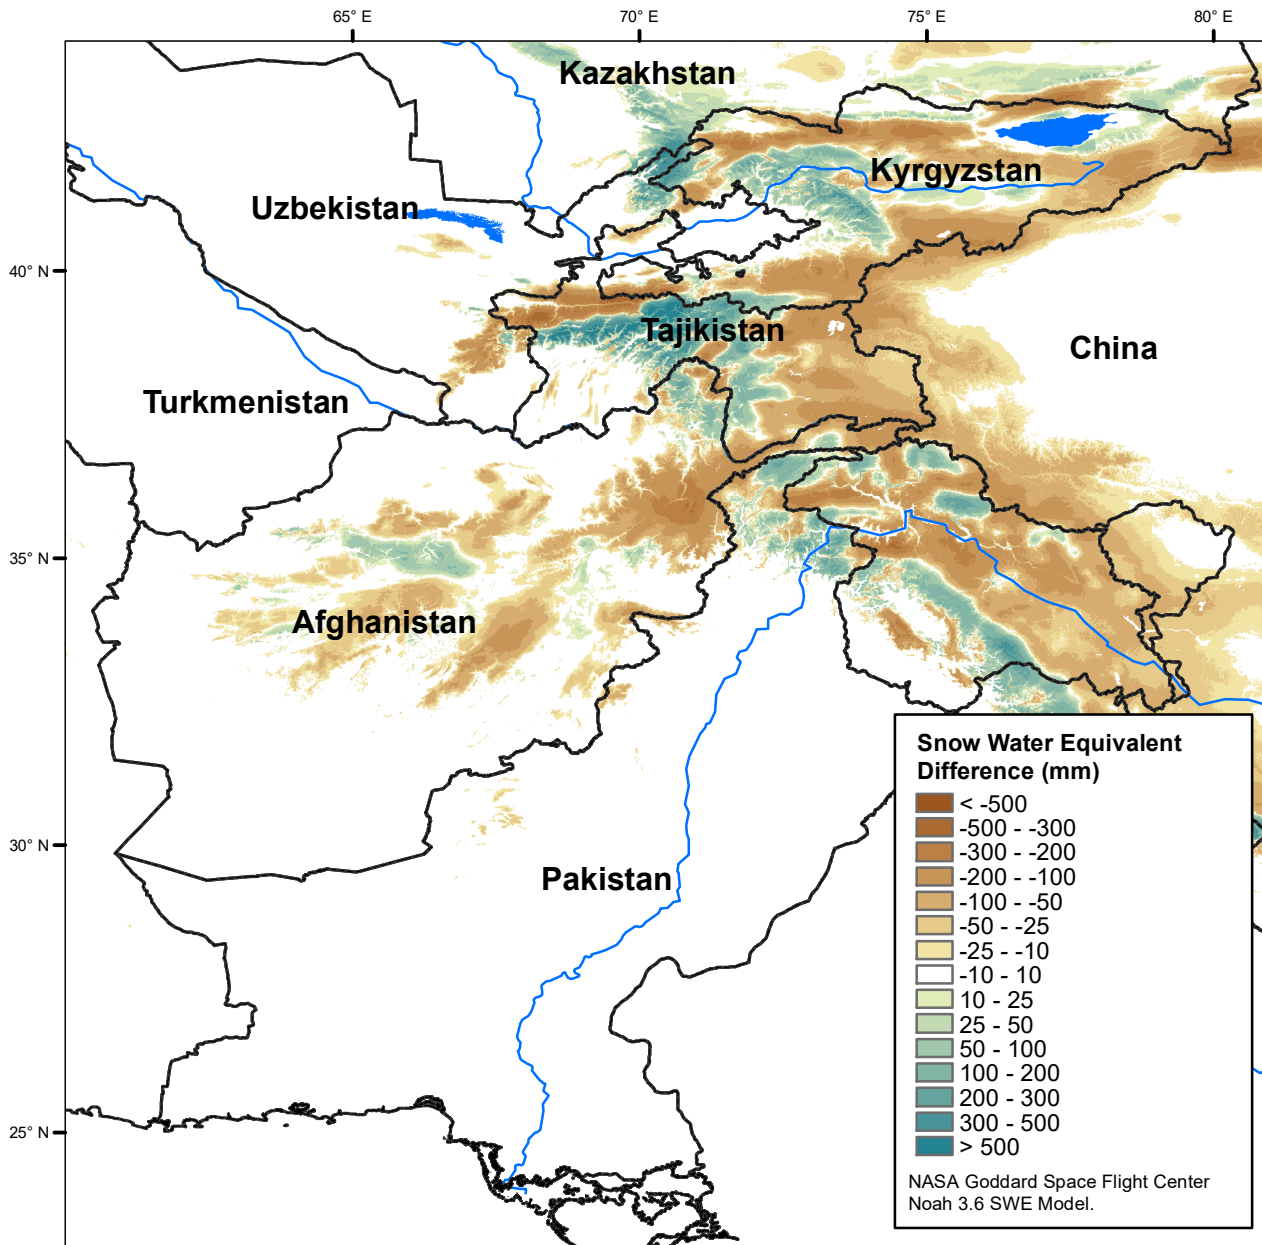 65° E
70° E
75° E
80° E
Kazakhstan
Kyrgyzstan
Uzbekistan
40° N
Tajikistan
China
Turkmenistan
35° N
Afghanistan
30° N
Pakistan
25° N
Snow Water Equivalent
Difference (mm)
< -500
-500 - -300
-300 - -200
-200 - -100
-100 - -50
-50 - -25
-25 - -10
-10 - 10
10 - 25
25 - 50
50 - 100
100 - 200
200 - 300
300 - 500
> 500
NASA Goddard Space Flight Center
Noah 3.6 SWE Model.